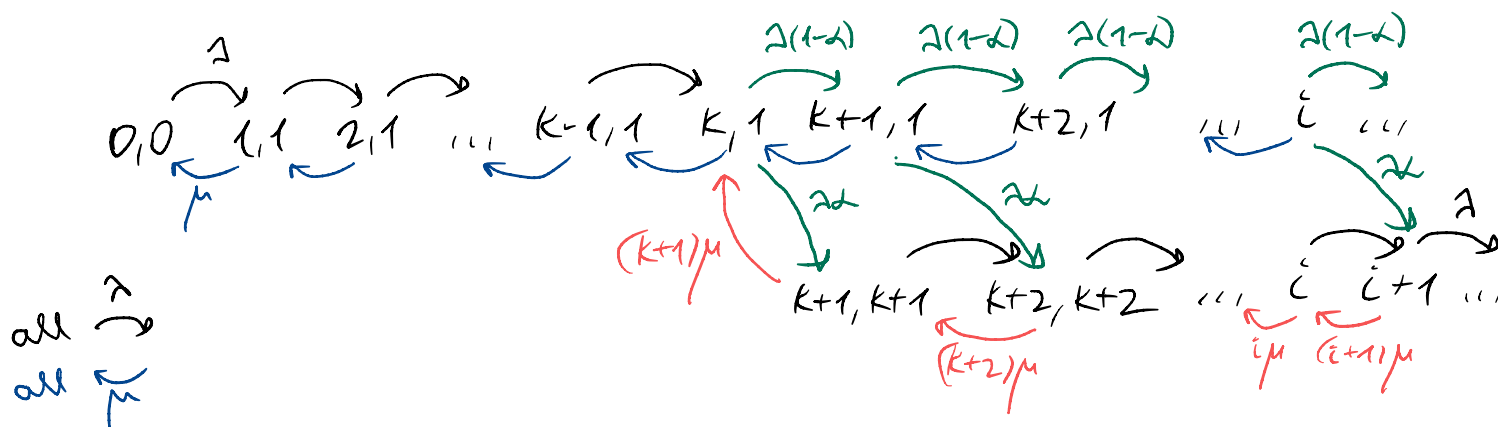 λ λ(1-α) λ(1-α) λ(1-α) λ(1-α)
0,0 1,1 2,1 ... k-1,1 k,1 k+1,1 k+2,1 ... i ...
μ λα λα λα λ
(k+1)μ
k+1,k+1 k+2,k+2 ... i i+1 ...
(k+2)μ iμ (i+1)μ
λ
all
all μ